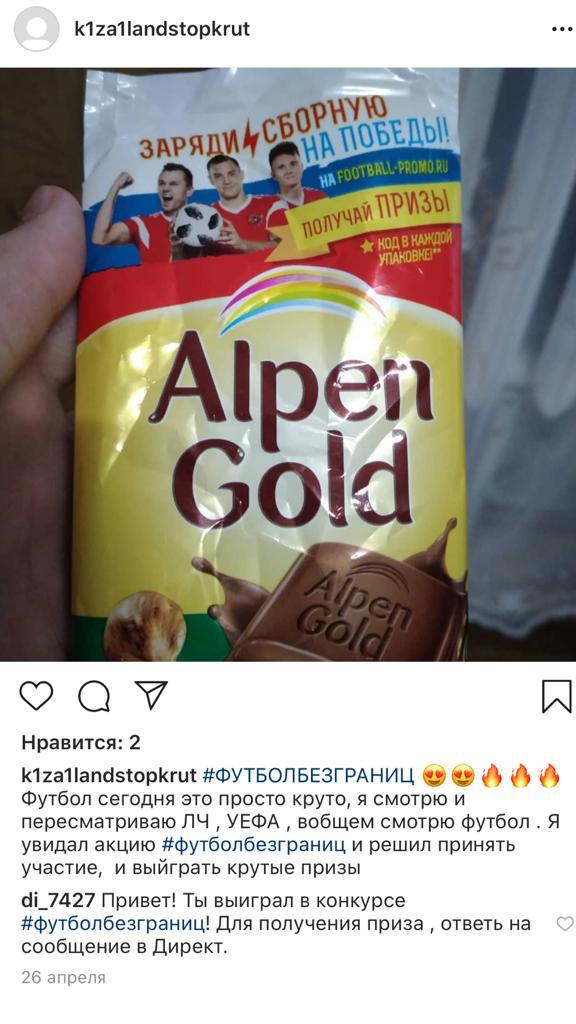 k1za1landstopkrut
ЗАРЯДИ СБОРНУЮ
НА ПОБЕДЫ!
НА FOOTBALL-PROMO.RU
ПОЛУЧАЙ ПРИЗЫ
КОД В КАЖДОЙ
УПАКОВКЕ!**
Alpen
Gold
Alpen
Gold
Нравится: 2
k1za1landstopkrut #ФУТБОЛБЕЗГРАНИЦ 😍😍🔥🔥🔥
Футбол сегодня это просто круто, я смотрю и
пересматриваю ЛЧ , УЕФА , вобщем смотрю футбол . Я
увидал акцию #футболбезграниц и решил принять
участие, и выйграть крутые призы
di_7427 Привет! Ты выиграл в конкурсе
#футболбезграниц! Для получения приза , ответь на
сообщение в Директ.
26 апреля